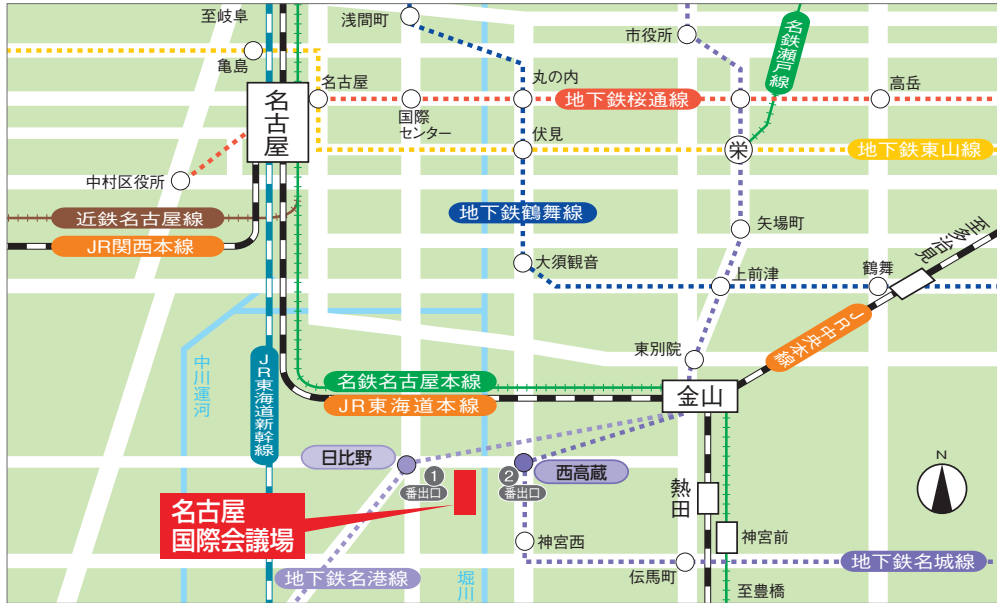 至岐阜
浅間町
市役所
名鉄瀬戸線
亀島
名古屋
名古屋
国際
センター
丸の内
地下鉄桜通線
高岳
伏見
栄
地下鉄東山線
中村区役所
近鉄名古屋線
JR関西本線
地下鉄鶴舞線
矢場町
大須観音
上前津
鶴舞
至多治見
JR中央本線
中川運河
JR東海道新幹線
東別院
名鉄名古屋本線
JR東海道本線
金山
日比野
1
番出口
2
番出口
西高蔵
熱田
N
名古屋
国際会議場
神宮西
神宮前
地下鉄名港線
堀川
伝馬町
地下鉄名城線
至豊橋